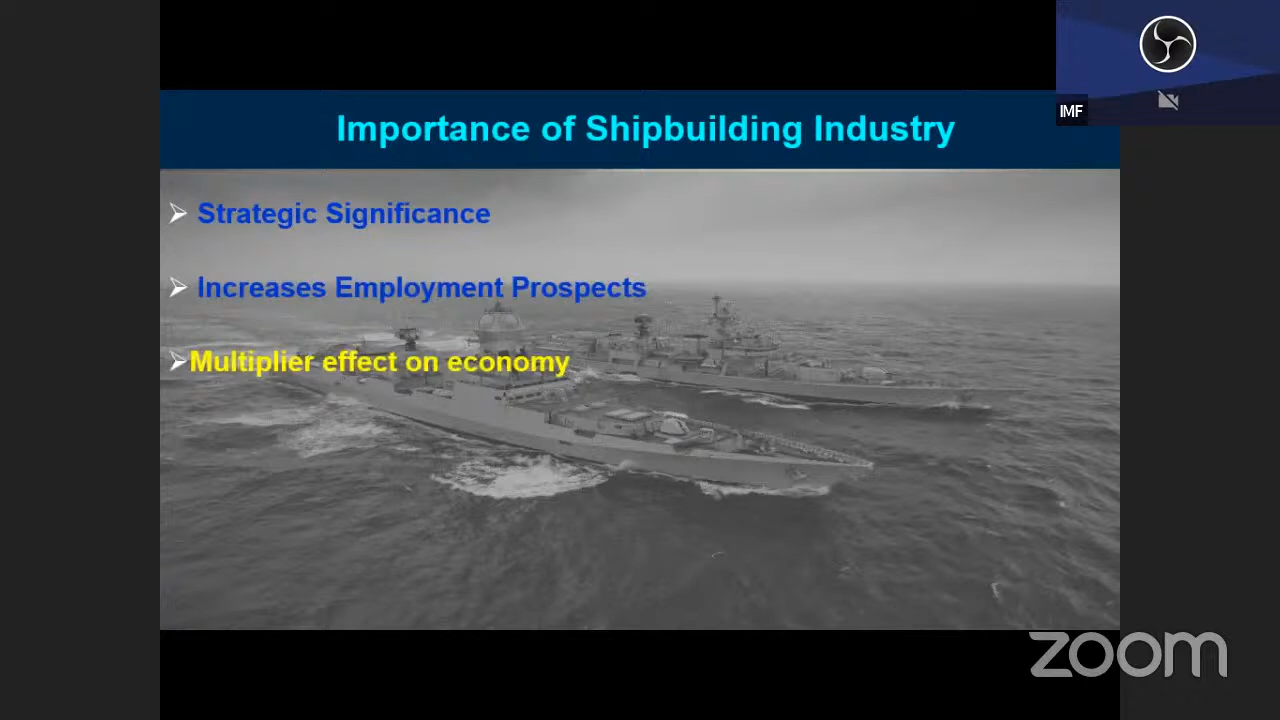 Importance of Shipbuilding Industry
IMF
Strategic Significance
Increases Employment Prospects
Multiplier effect on economy
zoom